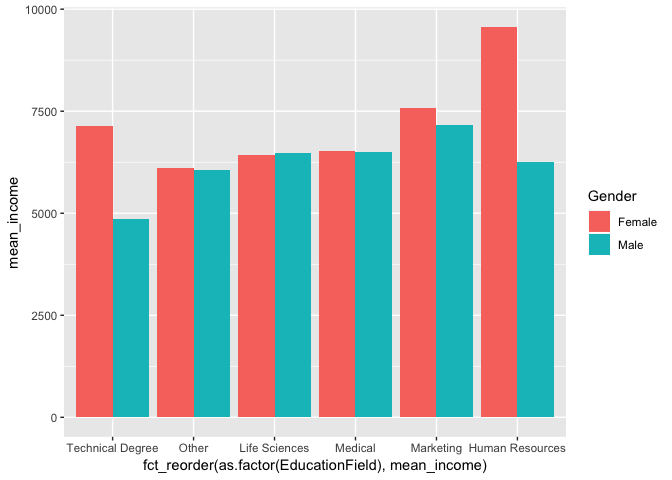 10000
7500
5000
2500
0
mean_income
Technical Degree Other Life Sciences Medical Marketing Human Resources
fct_reorder(as.factor(EducationField), mean_income)
Gender
Female
Male